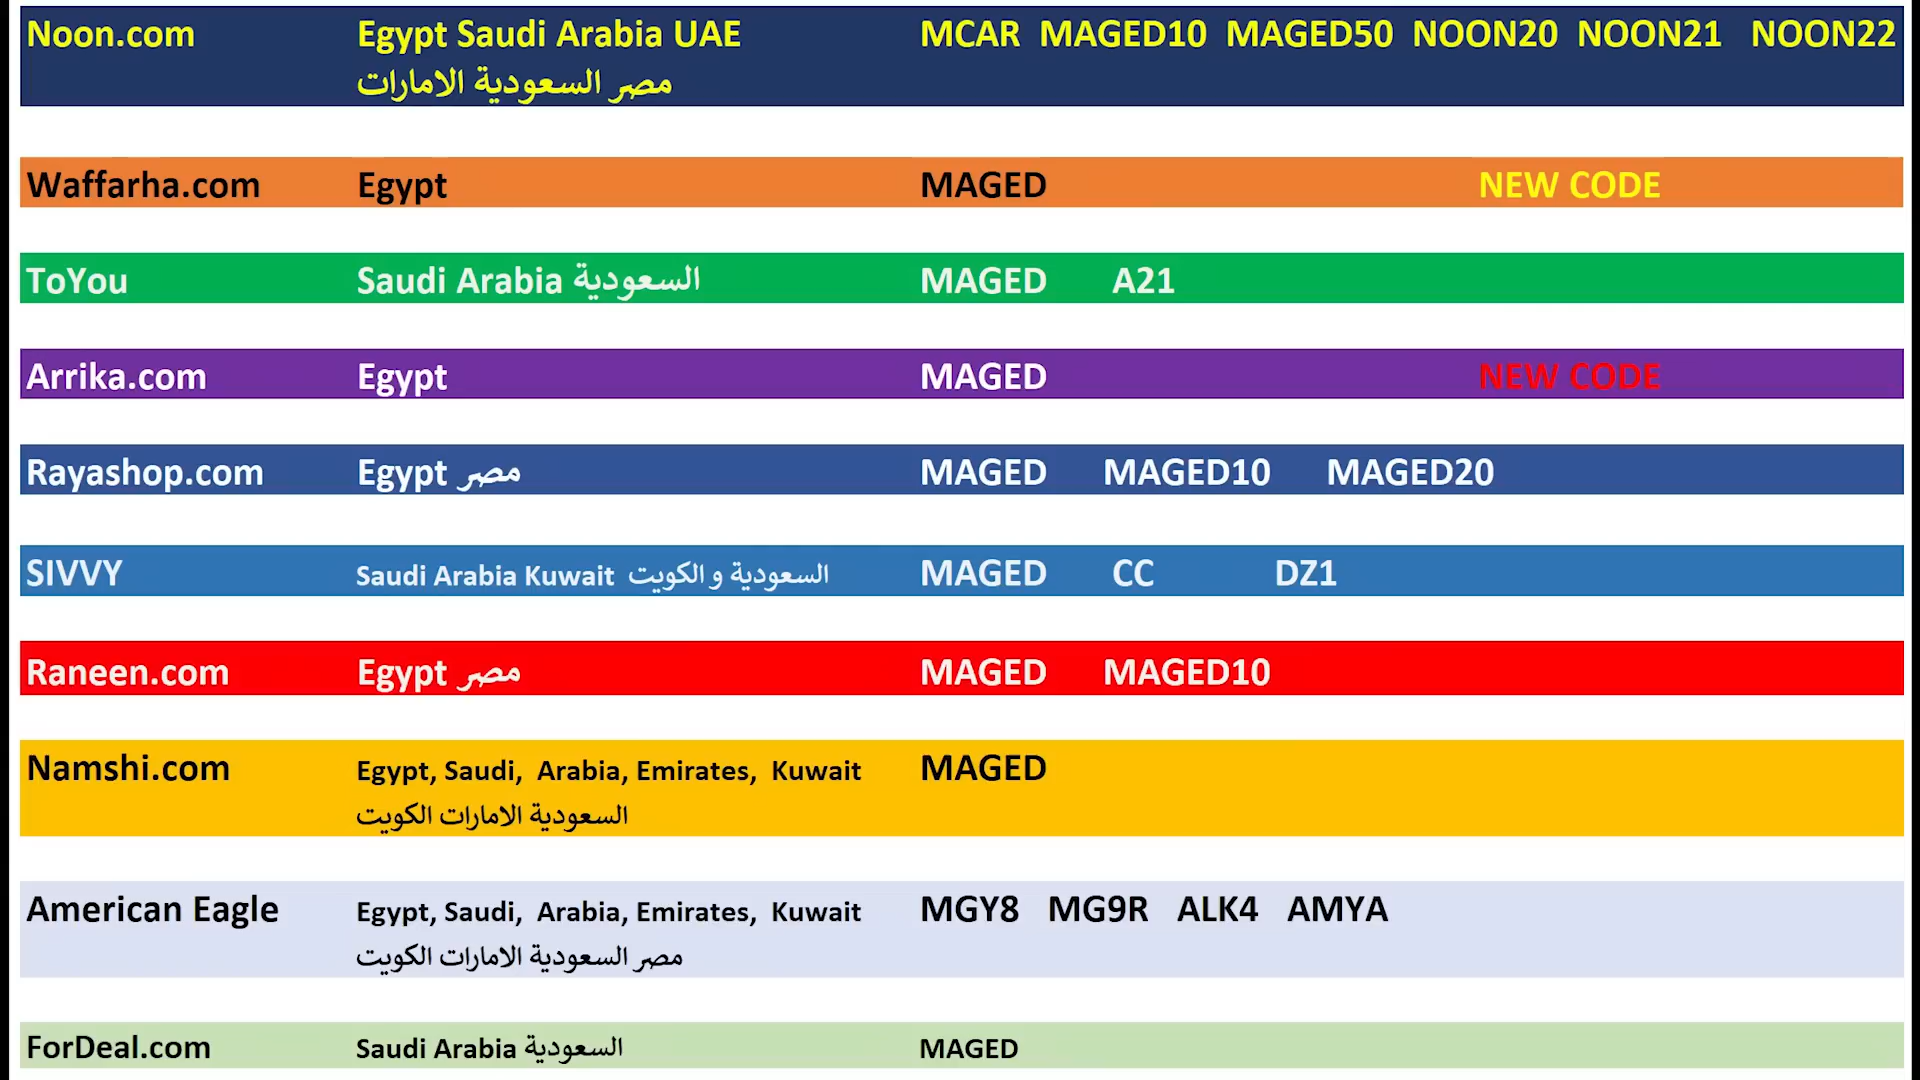 Noon.com Egypt Saudi Arabia UAE MCAR MAGED10 MAGED50 NOON20 NOON21 NOON22
مصر السعودية الامارات
Waffarha.com Egypt MAGED NEW CODE
ToYou Saudi Arabia السعودية MAGED A21
Arrika.com Egypt MAGED NEW CODE
Rayashop.com Egypt مصر MAGED MAGED10 MAGED20
SIVVY Saudi Arabia Kuwait السعودية و الكويت MAGED CC DZ1
Raneen.com Egypt مصر MAGED MAGED10
Namshi.com Egypt, Saudi, Arabia, Emirates, Kuwait MAGED
السعودية الامارات الكويت
American Eagle Egypt, Saudi, Arabia, Emirates, Kuwait MGY8 MG9R ALK4 AMYA
مصر السعودية الامارات الكويت
ForDeal.com Saudi Arabia السعودية MAGED